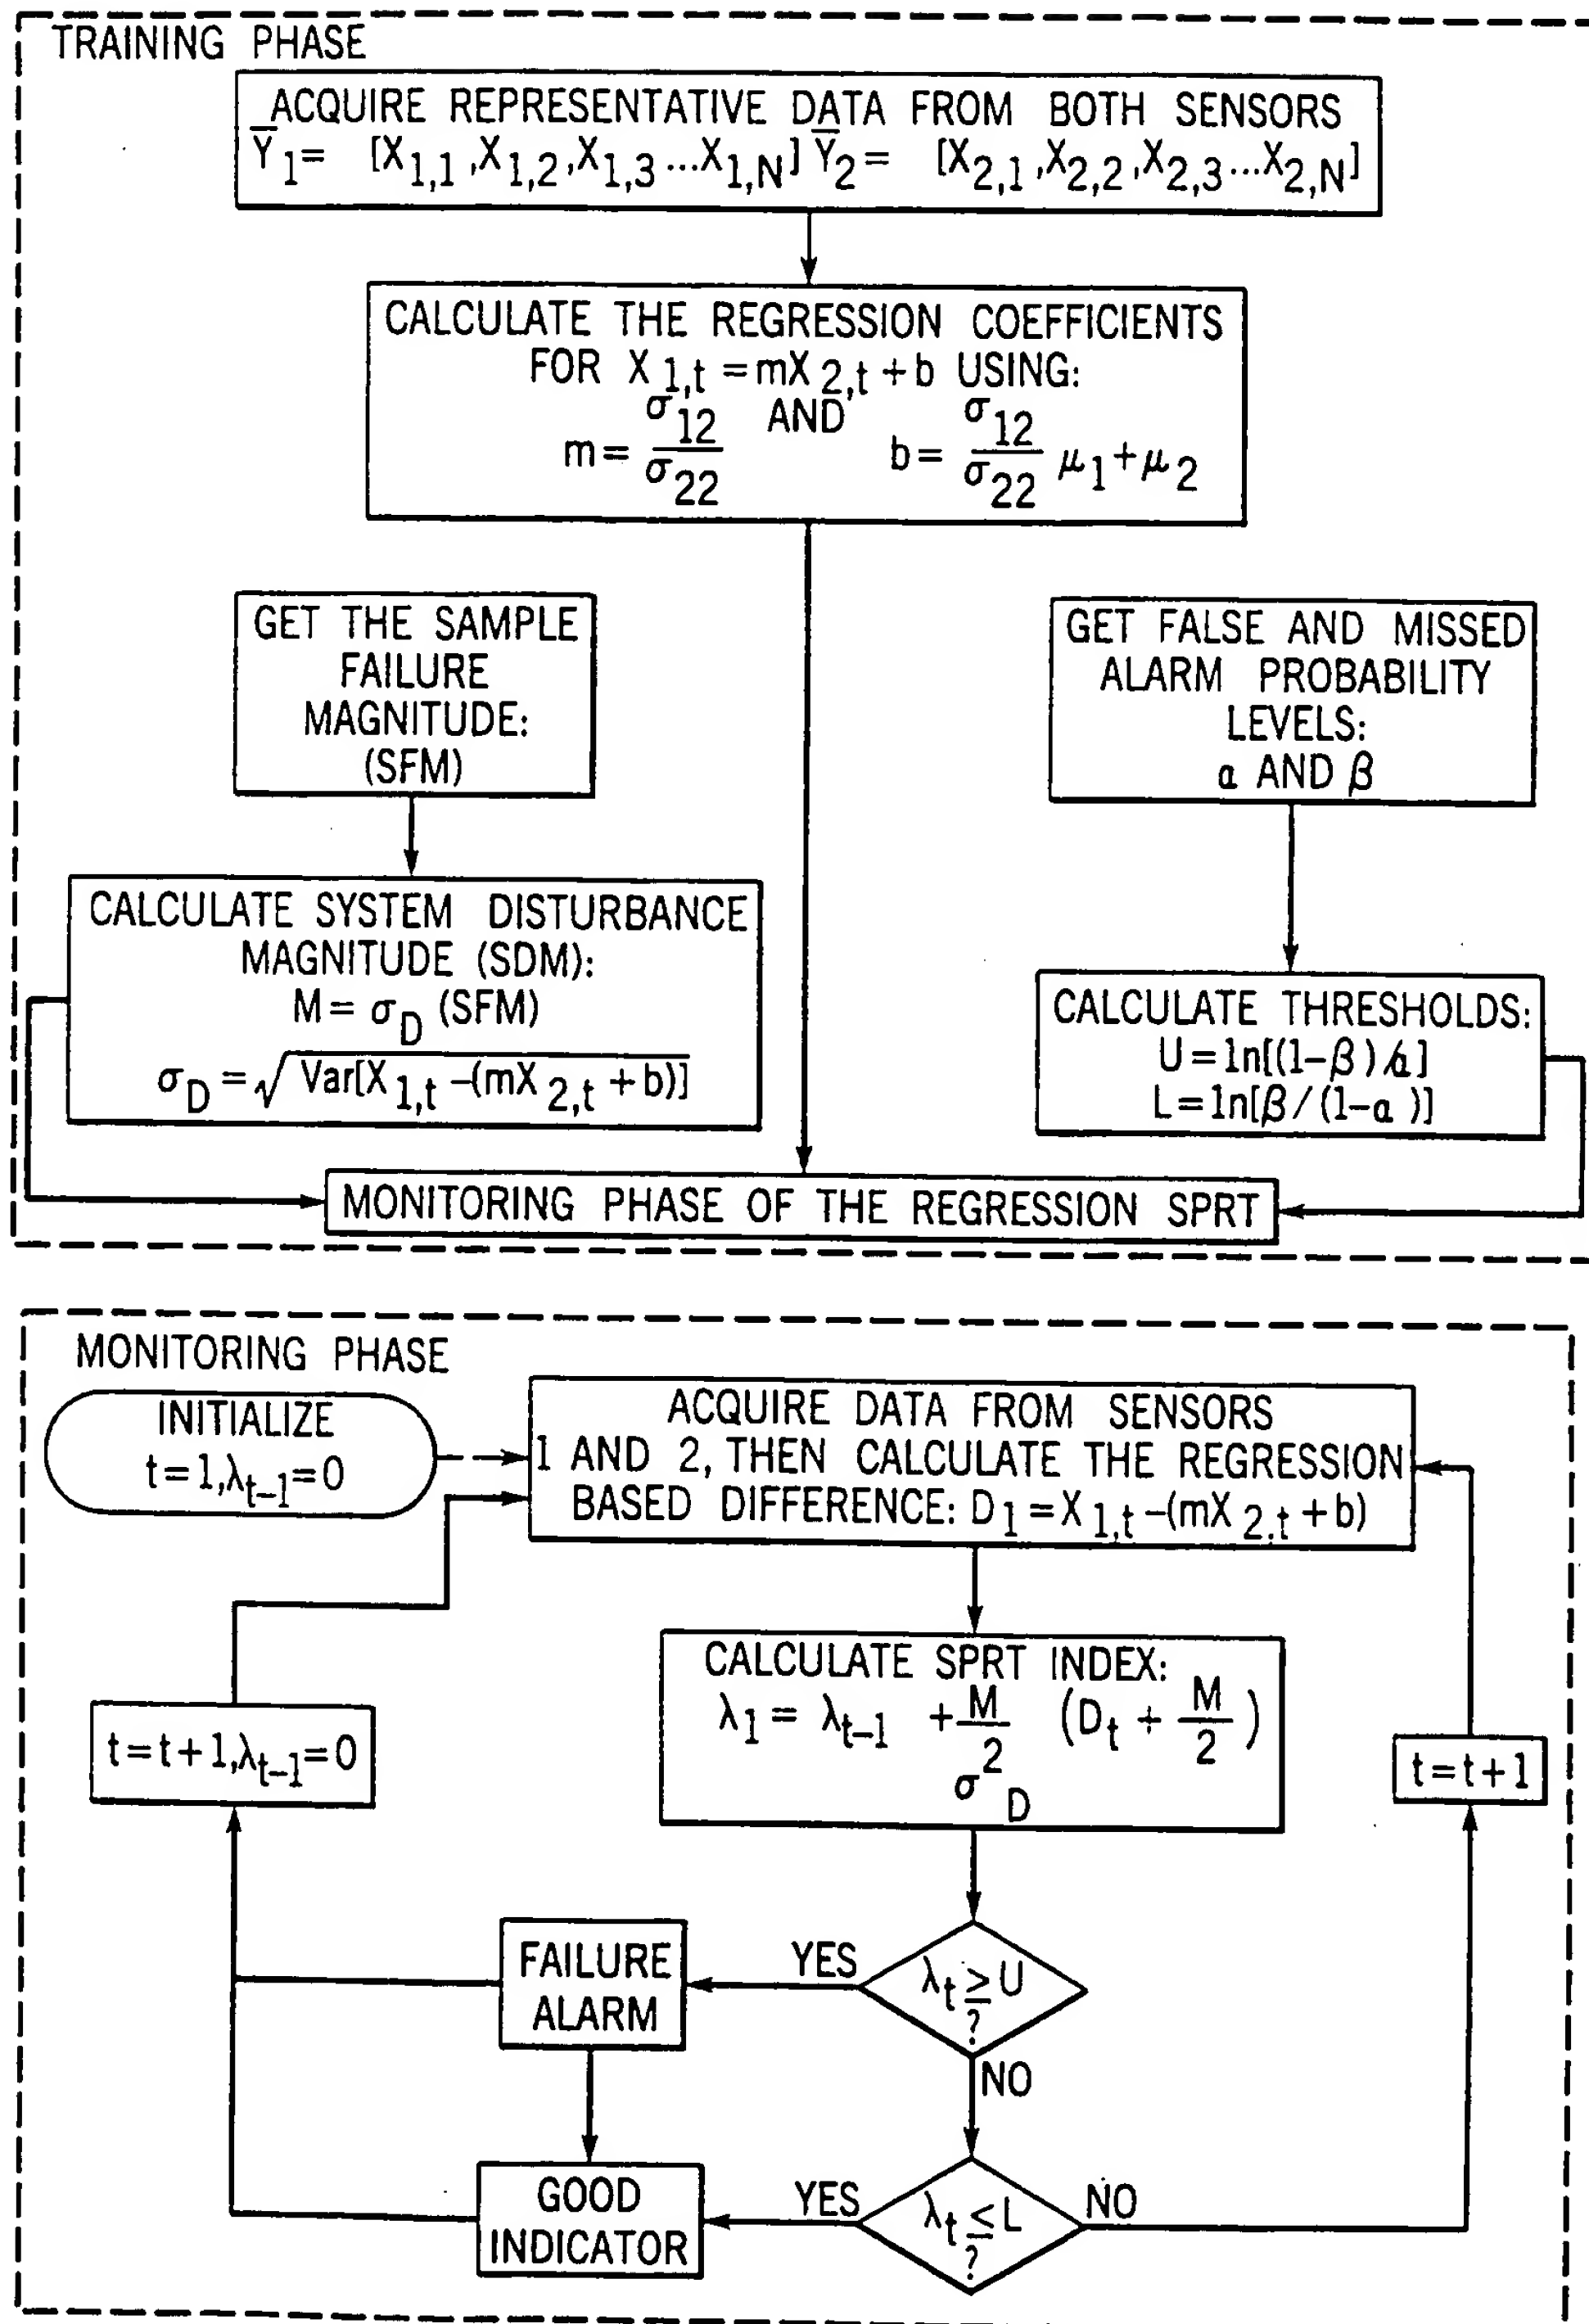 TRAINING PHASE
ACQUIRE REPRESENTATIVE DATA FROM BOTH SENSORS
Y̅₁= [X₁,₁,X₁,₂,X₁,₃...X₁,N] Y̅₂= [X₂,₁,X₂,₂,X₂,₃...X₂,N]
CALCULATE THE REGRESSION COEFFICIENTS
FOR X₁,t=mX₂,t+b USING:
m=σ₁₂/σ₂₂ AND b=σ₁₂/σ₂₂ μ₁+μ₂
GET THE SAMPLE
FAILURE
MAGNITUDE:
(SFM)
GET FALSE AND MISSED
ALARM PROBABILITY
LEVELS:
α AND β
CALCULATE SYSTEM DISTURBANCE
MAGNITUDE (SDM):
M=σ_D (SFM)
σ_D=√Var[X₁,t-(mX₂,t+b)]
CALCULATE THRESHOLDS:
U=ln[(1-β)/α]
L=ln[β/(1-α)]
MONITORING PHASE OF THE REGRESSION SPRT
MONITORING PHASE
INITIALIZE
t=1,λt-1=0
ACQUIRE DATA FROM SENSORS
1 AND 2, THEN CALCULATE THE REGRESSION
BASED DIFFERENCE: D₁=X₁,t-(mX₂,t+b)
CALCULATE SPRT INDEX:
λ₁= λt-1 +M/σ²_D (Dt+M/2)
t=t+1,λt-1=0
t=t+1
FAILURE
ALARM
YES
λt≥U
?
NO
GOOD
INDICATOR
YES
λt≤L
?
NO